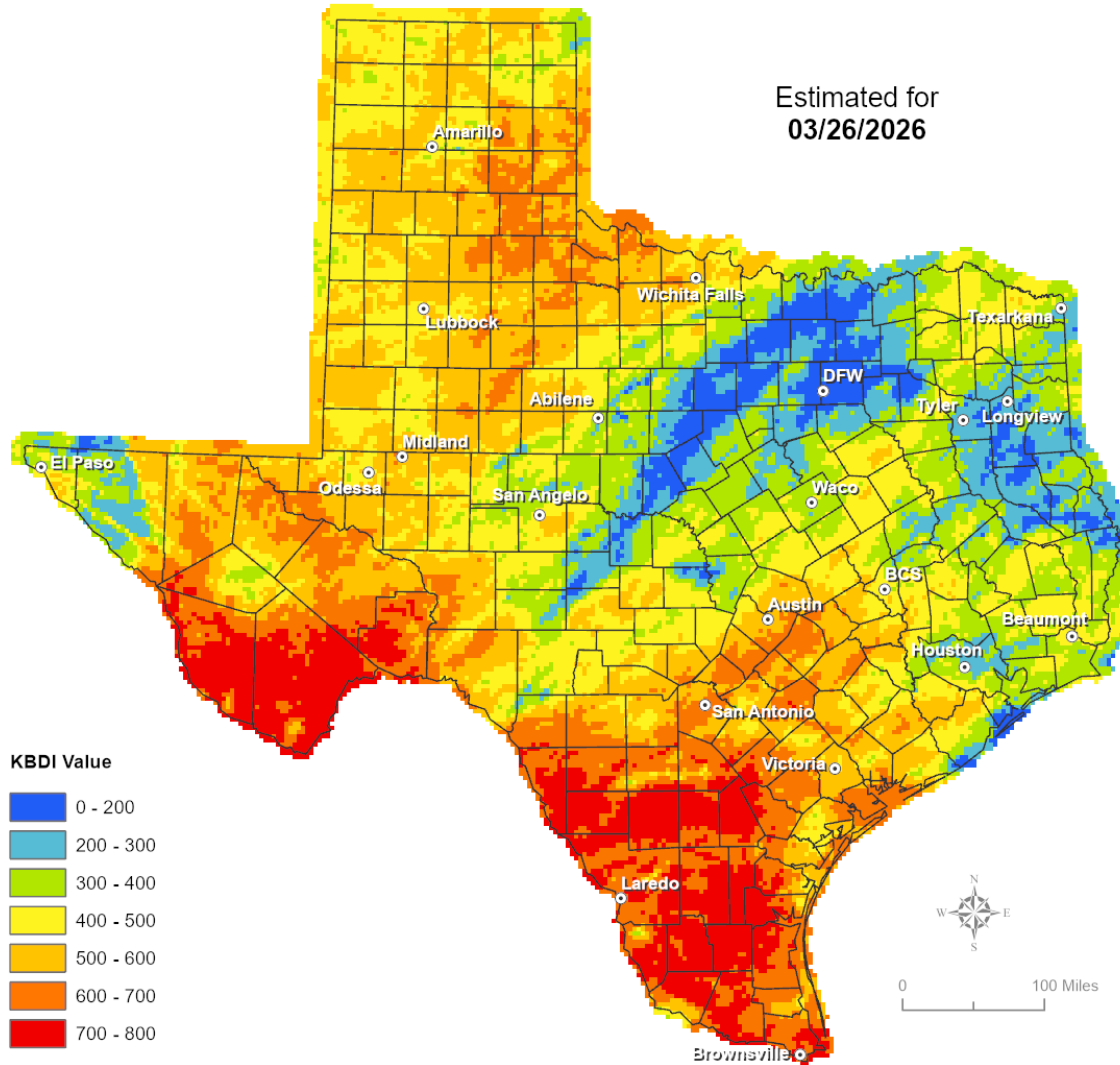 Estimated for
03/26/2026
Amarillo
Wichita Falls
Lubbock
Texarkana
DFW
Abilene
Tyler
Longview
Midland
El Paso
Odessa
San Angelo
Waco
BCS
Austin
Beaumont
Houston
San Antonio
Victoria
KBDI Value
0 - 200
200 - 300
300 - 400
400 - 500
500 - 600
600 - 700
700 - 800
Laredo
N
W E
S
0 100 Miles
Brownsville